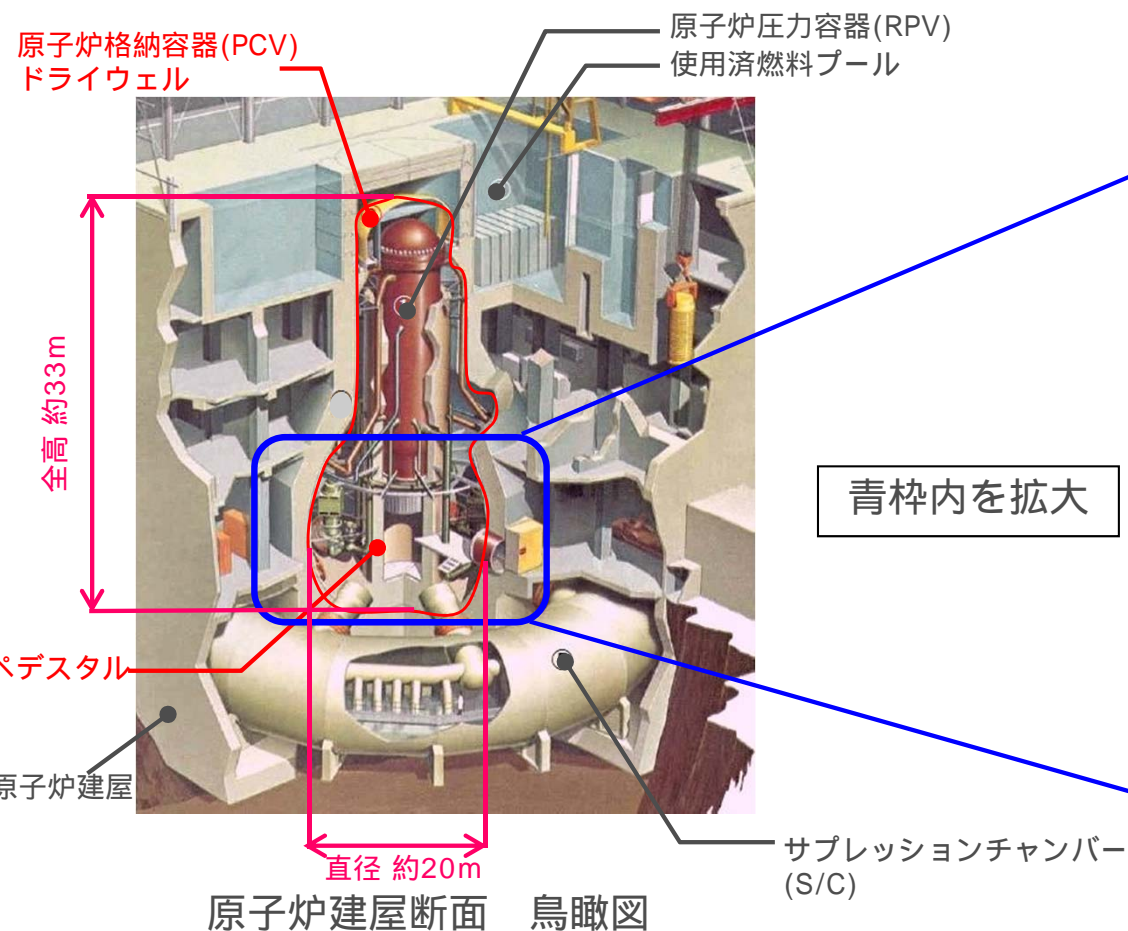 原子炉格納容器(PCV)
ドライウェル
原子炉圧力容器(RPV)
使用済燃料プール
全高 約33m
青枠内を拡大
ペデスタル
原子炉建屋
直径 約20m
サプレッションチャンバー
(S/C)
原子炉建屋断面　鳥瞰図